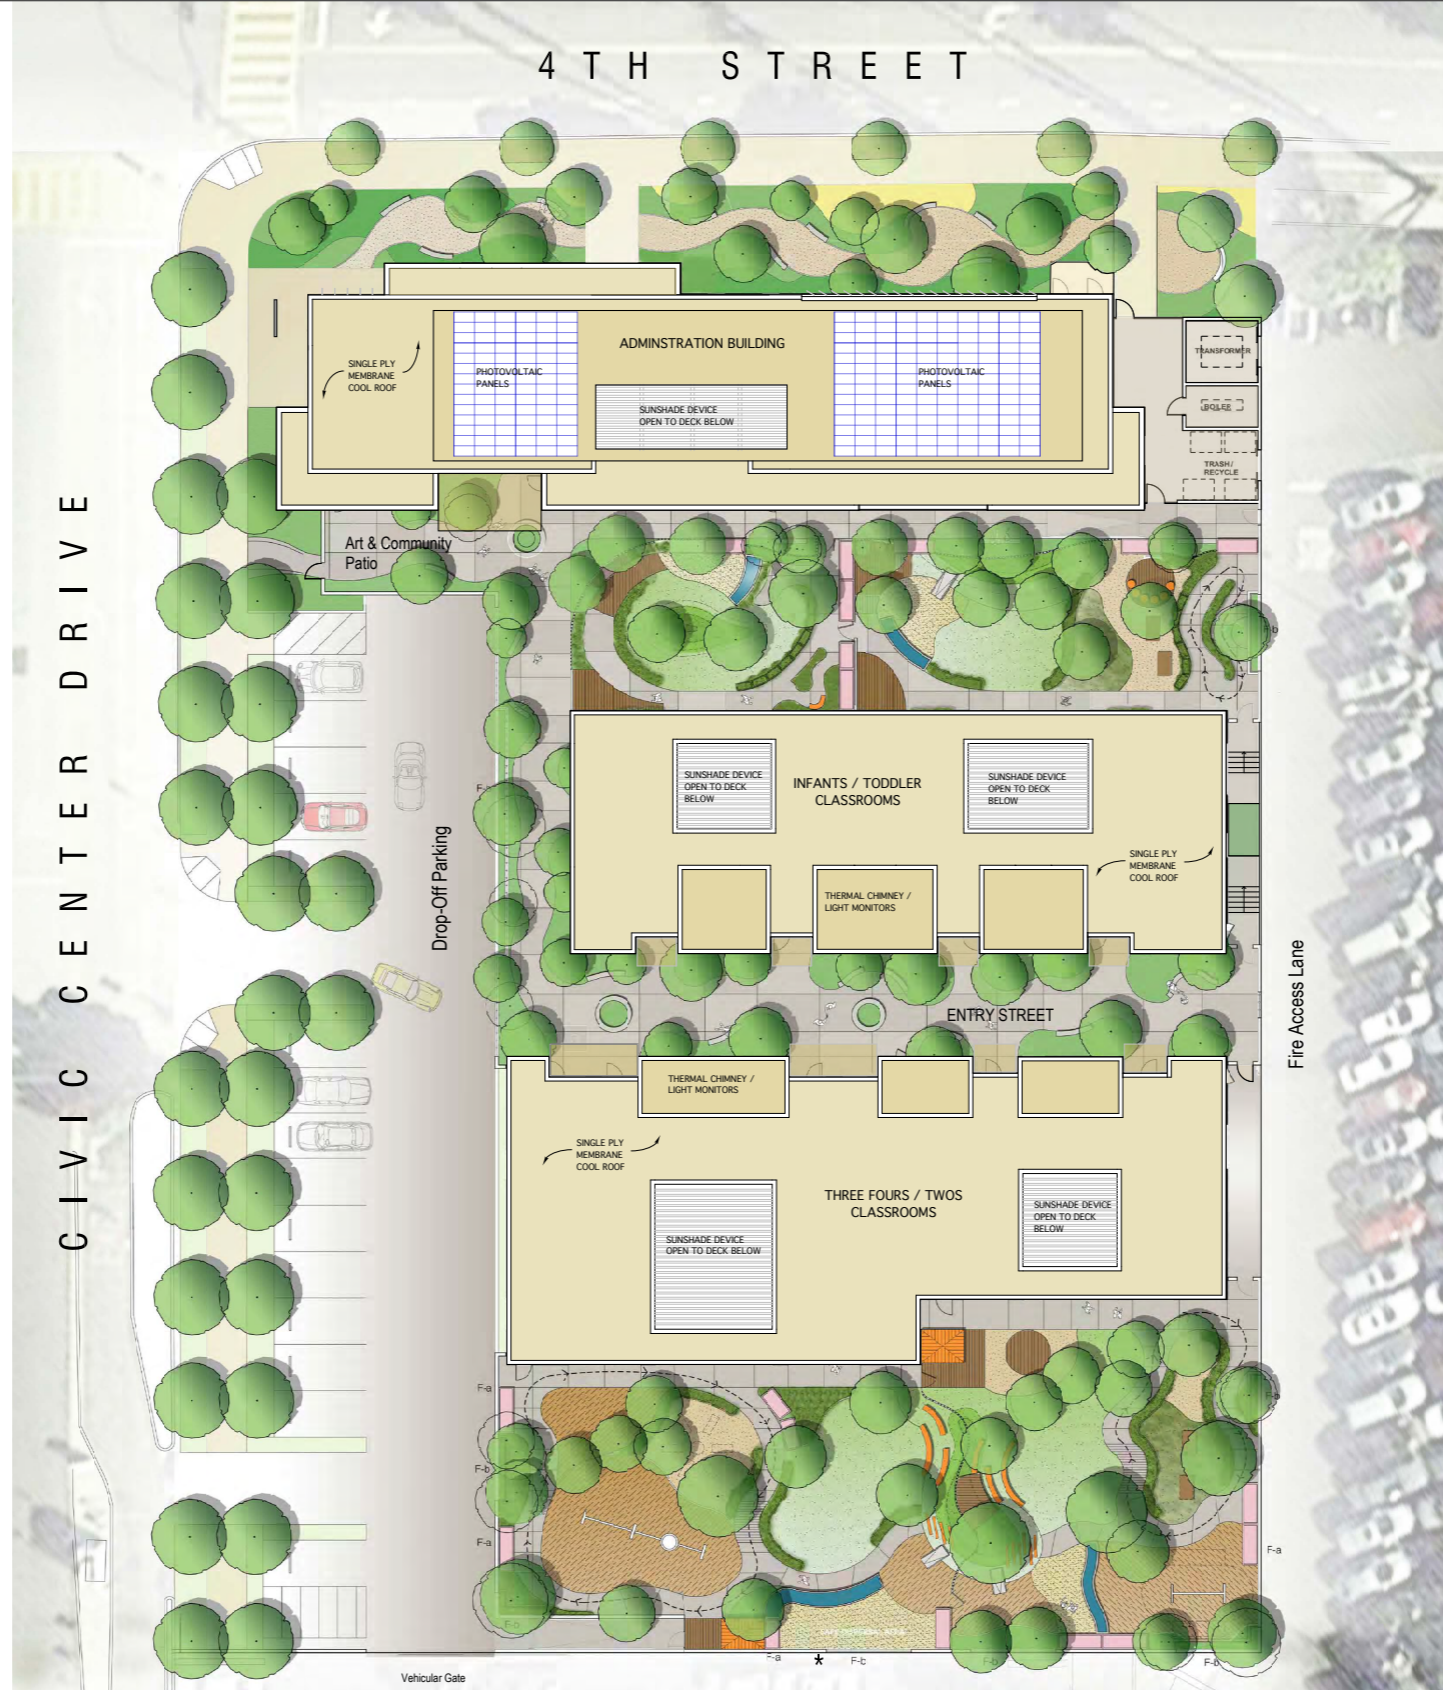 4TH STREET
CIVIC CENTER DRIVE
ADMINSTRATION BUILDING
SINGLE PLY
MEMBRANE
COOL ROOF
PHOTOVOLTAIC
PANELS
PHOTOVOLTAIC
PANELS
SUNSHADE DEVICE
OPEN TO DECK BELOW
TRANSFORMER
BOILER
TRASH/
RECYCLE
Art & Community
Patio
F-b
INFANTS / TODDLER
CLASSROOMS
SUNSHADE DEVICE
OPEN TO DECK
BELOW
SUNSHADE DEVICE
OPEN TO DECK
BELOW
SINGLE PLY
MEMBRANE
COOL ROOF
THERMAL CHIMNEY /
LIGHT MONITORS
Drop-Off Parking
Fire Access Lane
ENTRY STREET
THERMAL CHIMNEY /
LIGHT MONITORS
SINGLE PLY
MEMBRANE
COOL ROOF
THREE FOURS / TWOS
CLASSROOMS
SUNSHADE DEVICE
OPEN TO DECK
BELOW
SUNSHADE DEVICE
OPEN TO DECK BELOW
F-a
F-b
F-a
F-a
F-a
*
F-b
F-b
F-b
Vehicular Gate